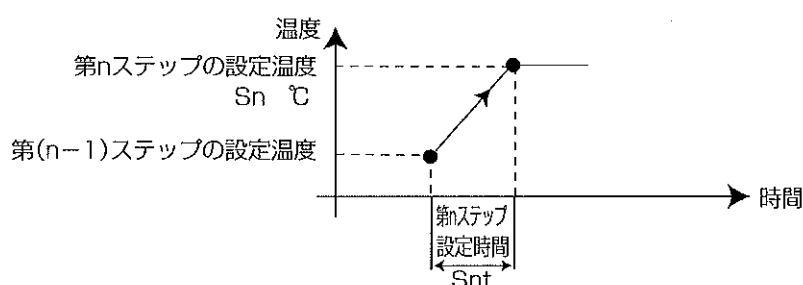 温度
第nステップの設定温度
Sn ℃
第(n-1)ステップの設定温度
時間
第nステップ
設定時間
Snt